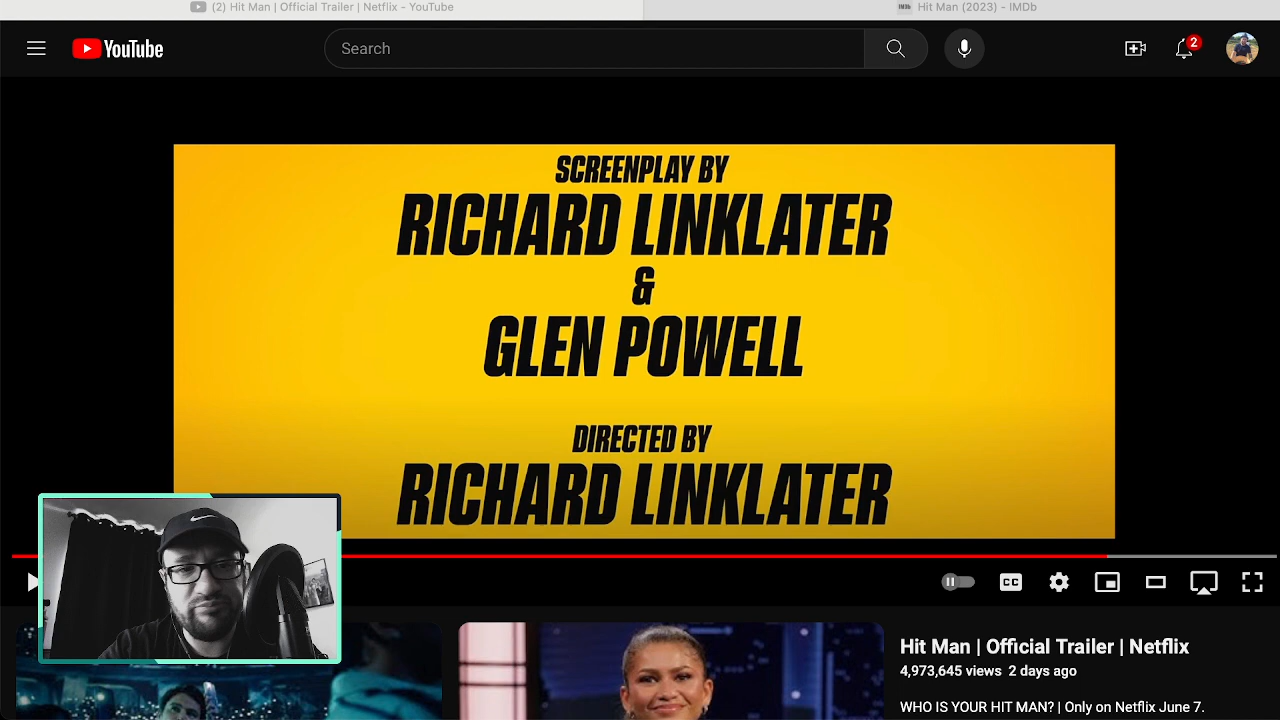 (2) Hit Man | Official Trailer | Netflix - YouTube
IMDb Hit Man (2023) - IMDb
YouTube
Search
2
SCREENPLAY BY
RICHARD LINKLATER
&
GLEN POWELL
DIRECTED BY
RICHARD LINKLATER
CC
Hit Man | Official Trailer | Netflix
4,973,645 views 2 days ago
WHO IS YOUR HIT MAN? | Only on Netflix June 7.